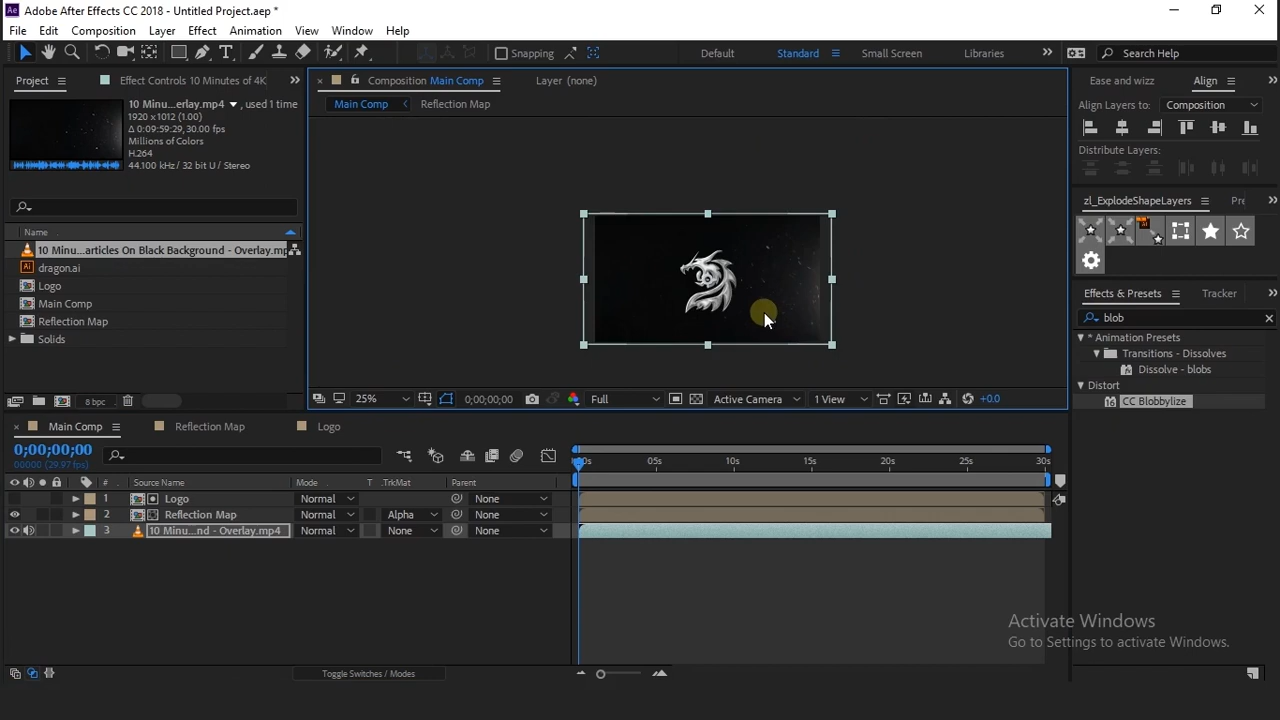 Ae Adobe After Effects CC 2018 - Untitled Project.aep *
File Edit Composition Layer Effect Animation View Window Help
Snapping Default Standard Small Screen Libraries Search Help
Project Effect Controls 10 Minutes of 4K
Composition Main Comp Layer (none)
Ease and wizz Align
Main Comp Reflection Map
10 Minu...erlay.mp4 , used 1 time
1920 x 1012 (1.00)
Δ 0:09:59:29, 30.00 fps
Millions of Colors
H.264
44.100 kHz / 32 bit U / Stereo
Align Layers to: Composition
Distribute Layers:
zl_ExplodeShapeLayers Pre
Name
10 Minu...articles On Black Background - Overlay.mp
dragon.ai
Logo
Main Comp
Reflection Map
Solids
Effects & Presets Tracker
blob
* Animation Presets
Transitions - Dissolves
Dissolve - blobs
Distort
CC Blobbylize
8 bpc
25% 0;00;00;00 Full Active Camera 1 View +0.0
Main Comp Reflection Map Logo
0;00;00;00
00000 (29.97 fps)
:00s 05s 10s 15s 20s 25s 30s
# Source Name Mode T .TrkMat Parent
1 Logo Normal None
2 Reflection Map Normal Alpha None
3 10 Minu...nd - Overlay.mp4 Normal None None
Activate Windows
Go to Settings to activate Windows.
Toggle Switches / Modes